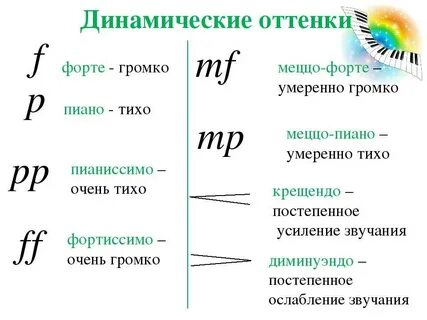 Динамические оттенки
f форте - громко
p пиано - тихо
pp пианиссимо –
очень тихо
ff фортиссимо –
очень громко
mf меццо-форте –
умеренно громко
mp меццо-пиано –
умеренно тихо
крещендо –
постепенное
усиление звучания
диминуэндо –
постепенное
ослабление звучания